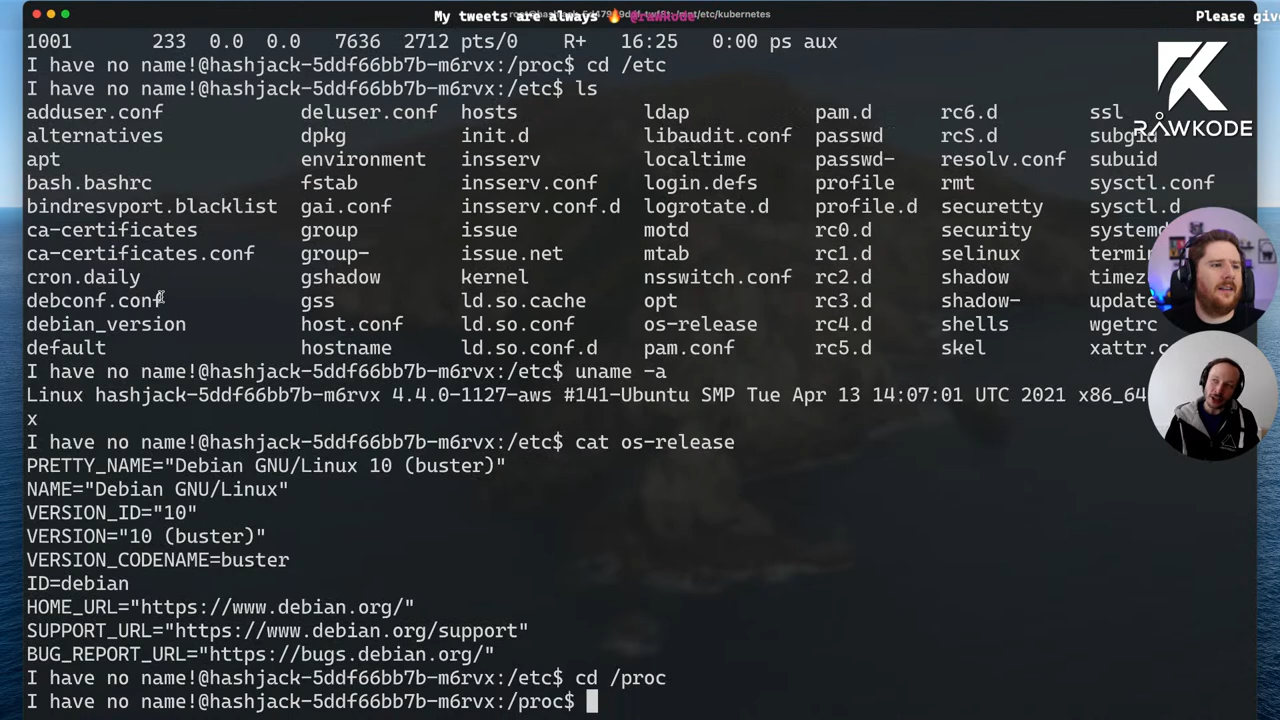 My tweets are always 🔥 @rawkode
/etc/kubernetes
Please give
1001 233 0.0 0.0 7636 2712 pts/0 R+ 16:25 0:00 ps aux
I have no name!@hashjack-5ddf66bb7b-m6rvx:/proc$ cd /etc
I have no name!@hashjack-5ddf66bb7b-m6rvx:/etc$ ls
adduser.conf deluser.conf hosts ldap pam.d rc6.d ssl
alternatives dpkg init.d libaudit.conf passwd rcS.d subgid
apt environment insserv localtime passwd- resolv.conf subuid
bash.bashrc fstab insserv.conf login.defs profile rmt sysctl.conf
bindresvport.blacklist gai.conf insserv.conf.d logrotate.d profile.d securetty sysctl.d
ca-certificates group issue motd rc0.d security systemd
ca-certificates.conf group- issue.net mtab rc1.d selinux termin
cron.daily gshadow kernel nsswitch.conf rc2.d shadow timez
debconf.conf gss ld.so.cache opt rc3.d shadow- update
debian_version host.conf ld.so.conf os-release rc4.d shells wgetrc
default hostname ld.so.conf.d pam.conf rc5.d skel xattr.c
I have no name!@hashjack-5ddf66bb7b-m6rvx:/etc$ uname -a
Linux hashjack-5ddf66bb7b-m6rvx 4.4.0-1127-aws #141-Ubuntu SMP Tue Apr 13 14:07:01 UTC 2021 x86_64
x
I have no name!@hashjack-5ddf66bb7b-m6rvx:/etc$ cat os-release
PRETTY_NAME="Debian GNU/Linux 10 (buster)"
NAME="Debian GNU/Linux"
VERSION_ID="10"
VERSION="10 (buster)"
VERSION_CODENAME=buster
ID=debian
HOME_URL="https://www.debian.org/"
SUPPORT_URL="https://www.debian.org/support"
BUG_REPORT_URL="https://bugs.debian.org/"
I have no name!@hashjack-5ddf66bb7b-m6rvx:/etc$ cd /proc
I have no name!@hashjack-5ddf66bb7b-m6rvx:/proc$
RAWKODE